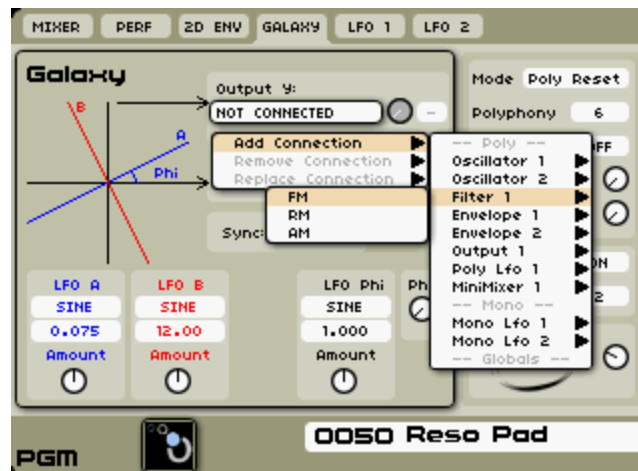 MIXER PERF 2D ENV GALAXY LFO 1 LFO 2
Galaxy
Output Y:
NOT CONNECTED --
Mode Poly Reset
Polyphony 6
B
A
Phi
Add Connection
Remove Connection
Replace Connection
FM
RM
AM
Sync:
-- Poly --
Oscillator 1
Oscillator 2
Filter 1
Envelope 1
Envelope 2
Output 1
Poly Lfo 1
MiniMixer 1
-- Mono --
Mono Lfo 1
Mono Lfo 2
-- Globals --
LFO A LFO B LFO Phi
SINE SINE SINE
0.075 12.00 1.000
Amount Amount Amount
PGM
0050 Reso Pad